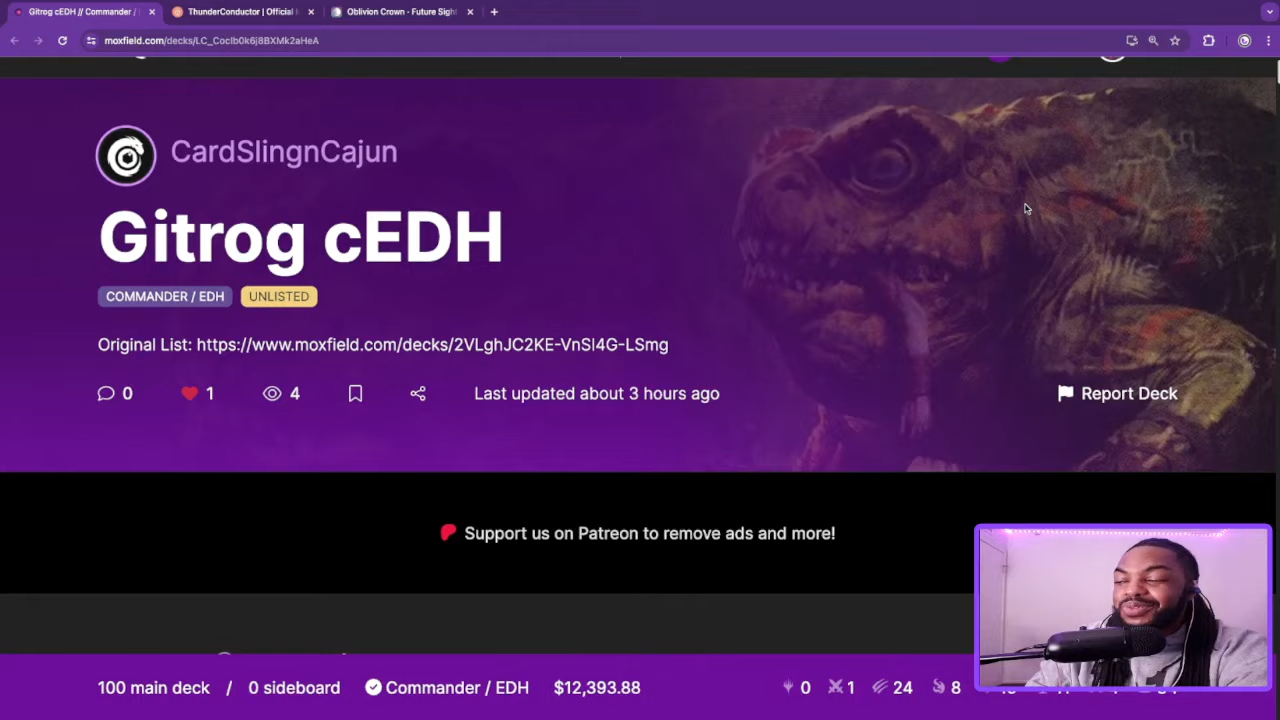 Gitrog cEDH // Commander /
ThunderConductor | Official
Oblivion Crown · Future Sight
moxfield.com/decks/LC_CocIb0k6j8BXMk2aHeA
CardSlingnCajun
Gitrog cEDH
COMMANDER / EDH
UNLISTED
Original List: https://www.moxfield.com/decks/2VLghJC2KE-VnSI4G-LSmg
0
1
4
Last updated about 3 hours ago
Report Deck
Support us on Patreon to remove ads and more!
100 main deck / 0 sideboard Commander / EDH $12,393.88
0 1 24 8